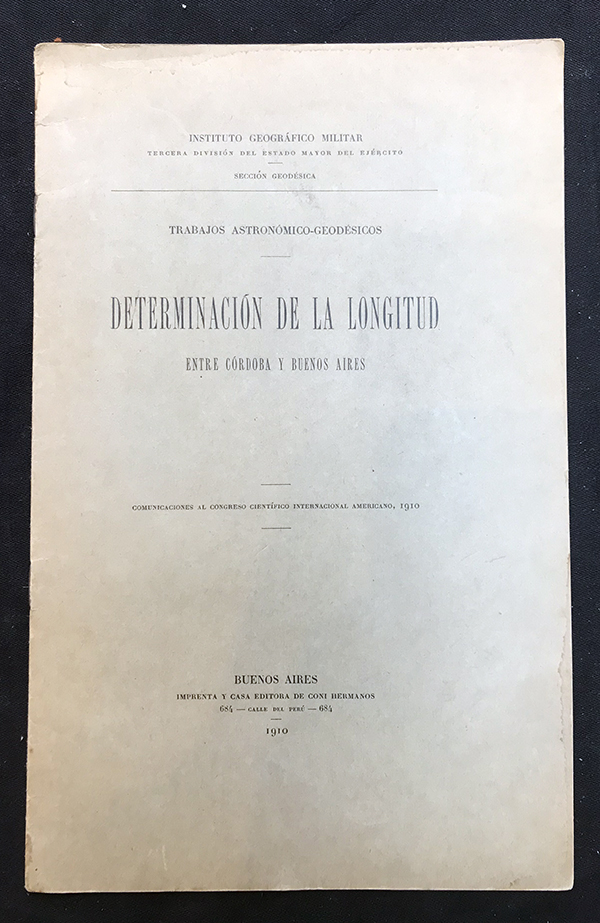 INSTITUTO GEOGRÁFICO MILITAR
TERCERA DIVISIÓN DEL ESTADO MAYOR DEL EJÉRCITO
SECCIÓN GEODÉSICA
TRABAJOS ASTRONÓMICO-GEODÉSICOS
DETERMINACIÓN DE LA LONGITUD
ENTRE CÓRDOBA Y BUENOS AIRES
COMUNICACIONES AL CONGRESO CIENTÍFICO INTERNACIONAL AMERICANO, 1910
BUENOS AIRES
IMPRENTA Y CASA EDITORA DE CONI HERMANOS
684 — CALLE DEL PERÚ — 684
1910